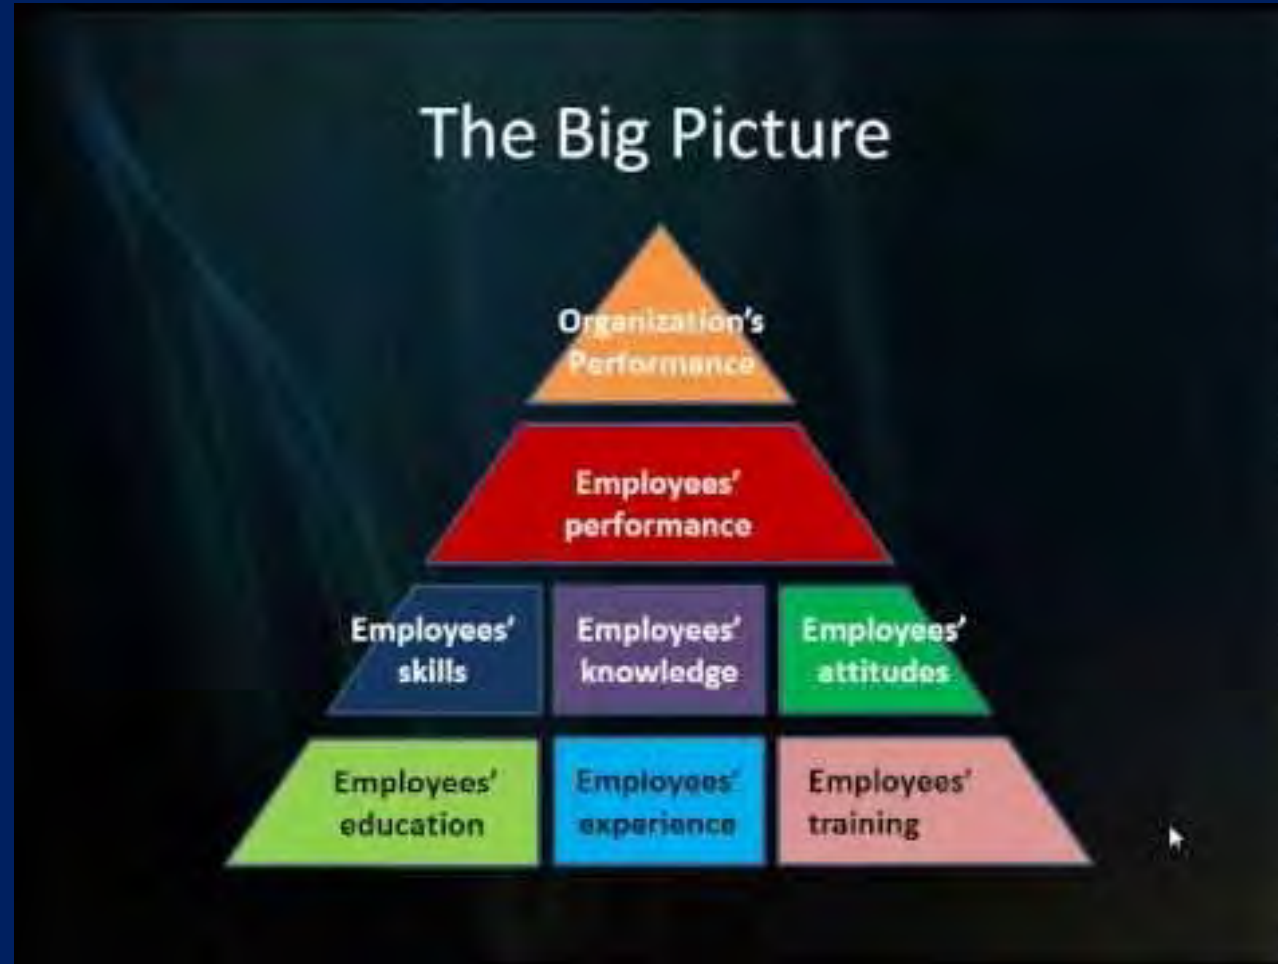 The Big Picture
Organization's
Performance
Employees'
performance
Employees'
skills
Employees'
knowledge
Employees'
attitudes
Employees'
education
Employees'
experience
Employees'
training